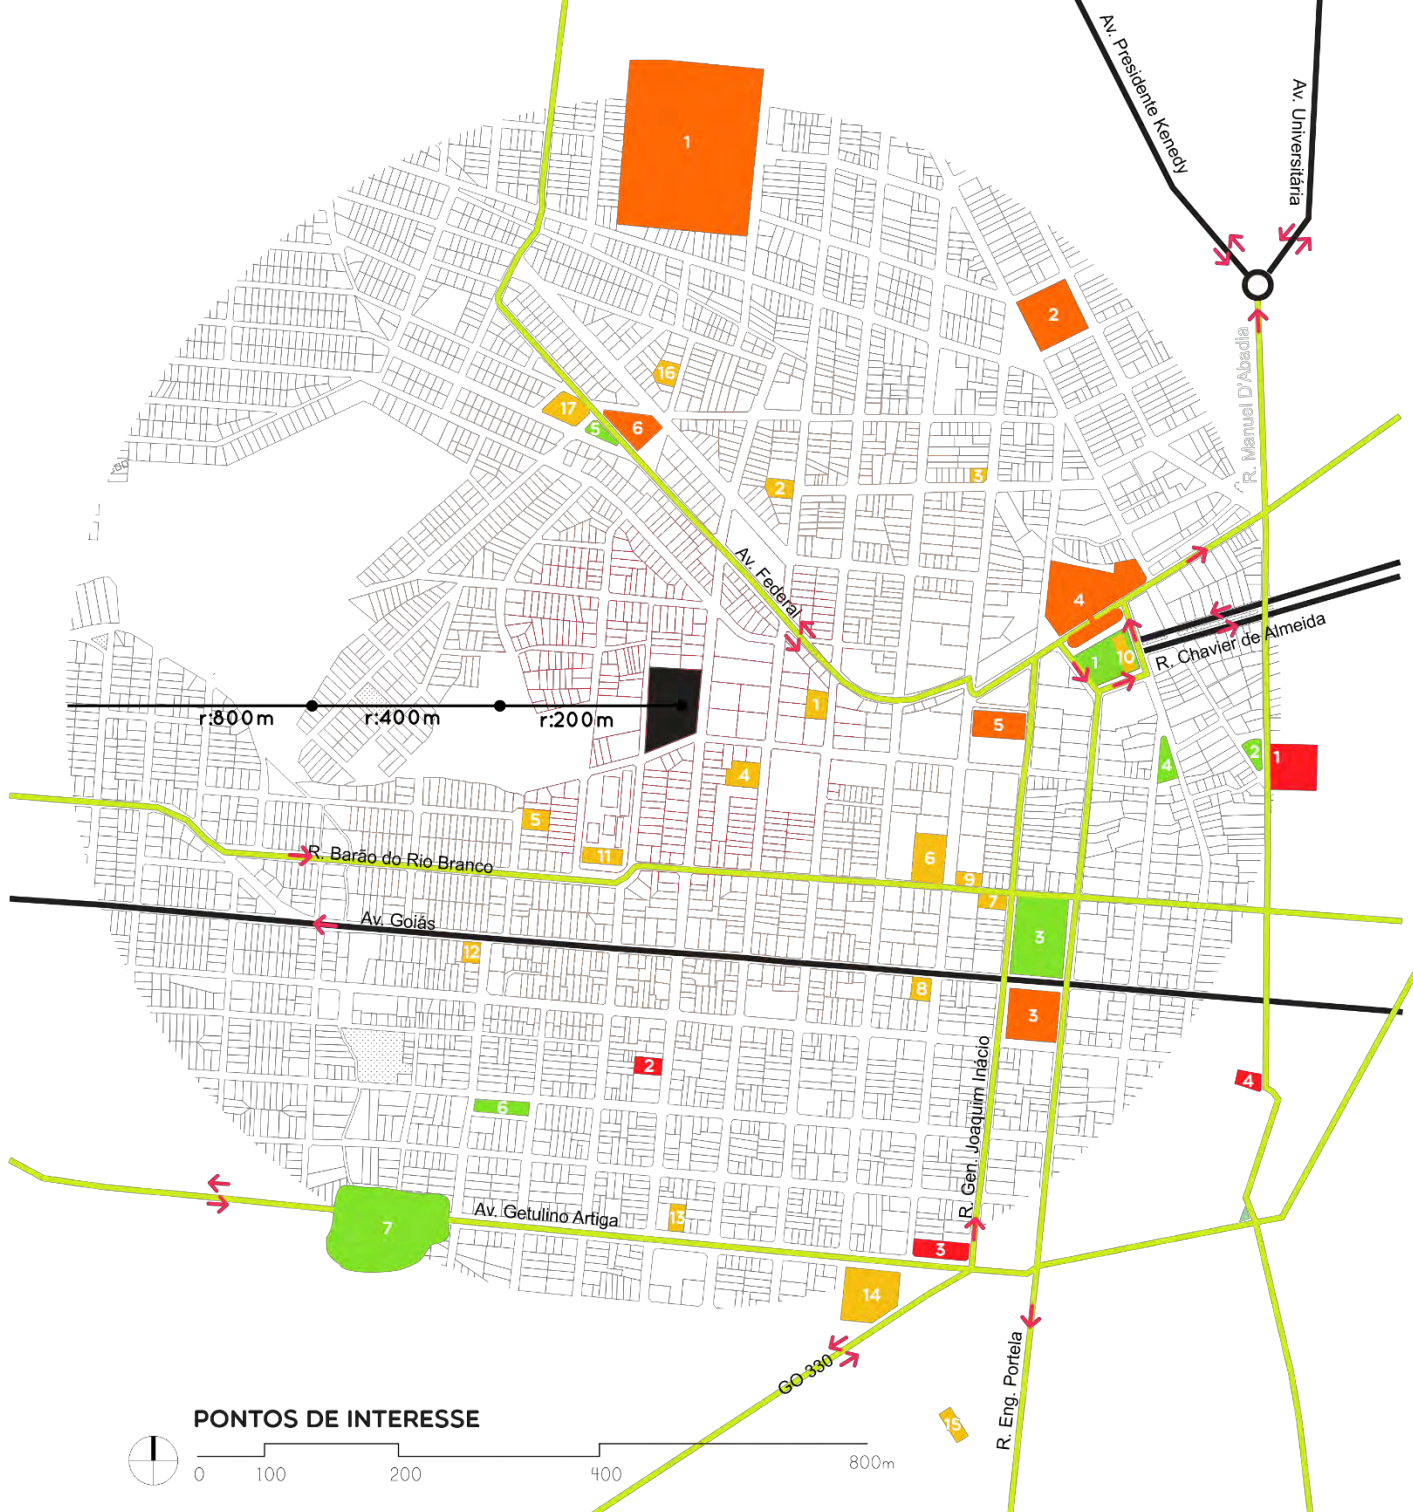 Av. Presidente Kenedy
Av. Universitária
1
2
R. Manuel D'Abadia
16
17
5
6
2
3
Av. Federal
4
1
10
R. Chavier de Almeida
r:800m
r:400m
r:200m
1
5
4
2
1
4
5
11
6
9
7
R. Barão do Rio Branco
Av. Goiás
12
3
8
3
2
4
6
R. Gen. Joaquim Inácio
7
Av. Getulino Artiga
13
3
14
GO 330
R. Eng. Portela
15
PONTOS DE INTERESSE
0
100
200
400
800m